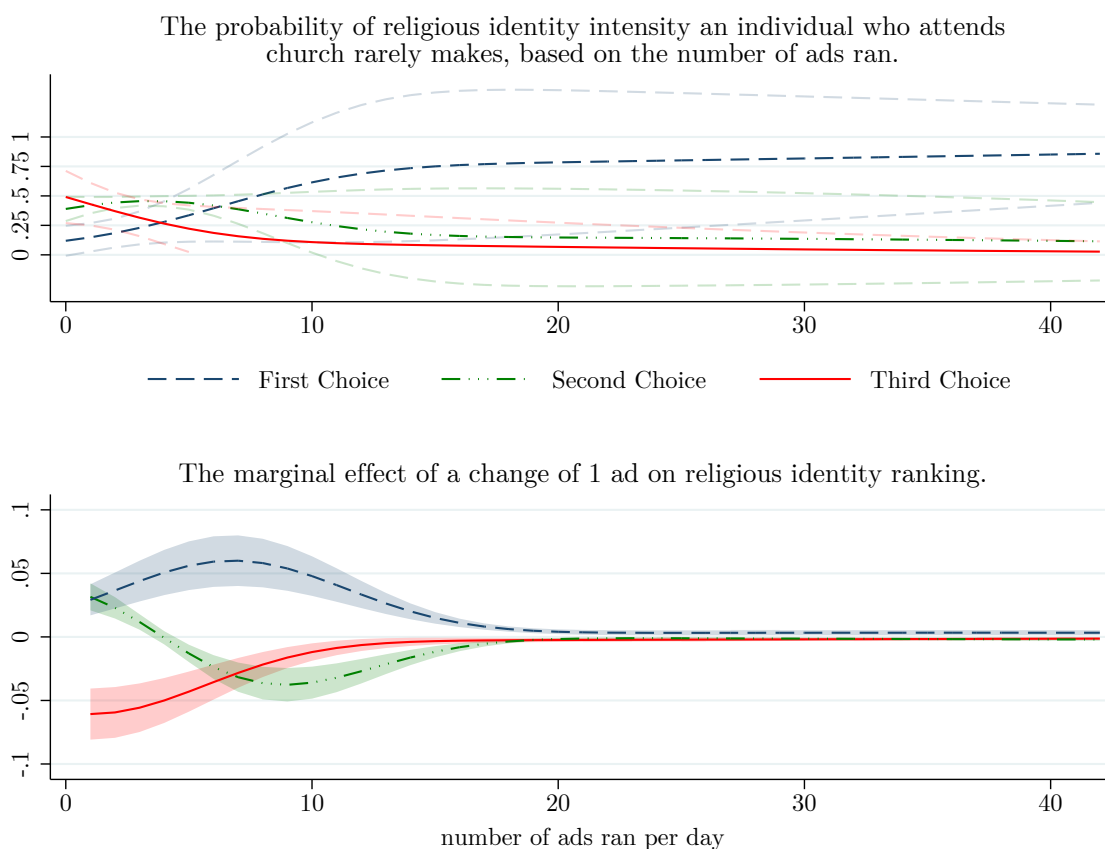 The probability of religious identity intensity an individual who attends
church rarely makes, based on the number of ads ran.
1
.75
.5
.25
0
0 10 20 30 40
First Choice Second Choice Third Choice
The marginal effect of a change of 1 ad on religious identity ranking.
.1
.05
0
-.05
-.1
0 10 20 30 40
number of ads ran per day